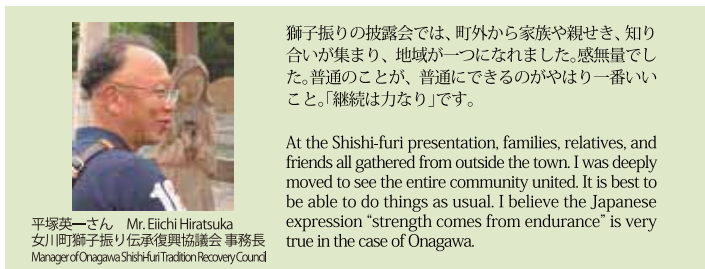 獅子振りの披露会では、町外から家族や親せき、知り
合いが集まり、地域が一つになれました。感無量でし
た。普通のことが、普通にできるのがやはり一番いい
こと。「継続は力なり」です。
At the Shishi-furi presentation, families, relatives, and
friends all gathered from outside the town. I was deeply
moved to see the entire community united. It is best to
be able to do things as usual. I believe the Japanese
expression “strength comes from endurance” is very
true in the case of Onagawa.
平塚英一さん Mr. Eiichi Hiratsuka
女川町獅子振り伝承復興協議会 事務長
Manager of Onagawa Shishi-furi Tradition Recovery Council